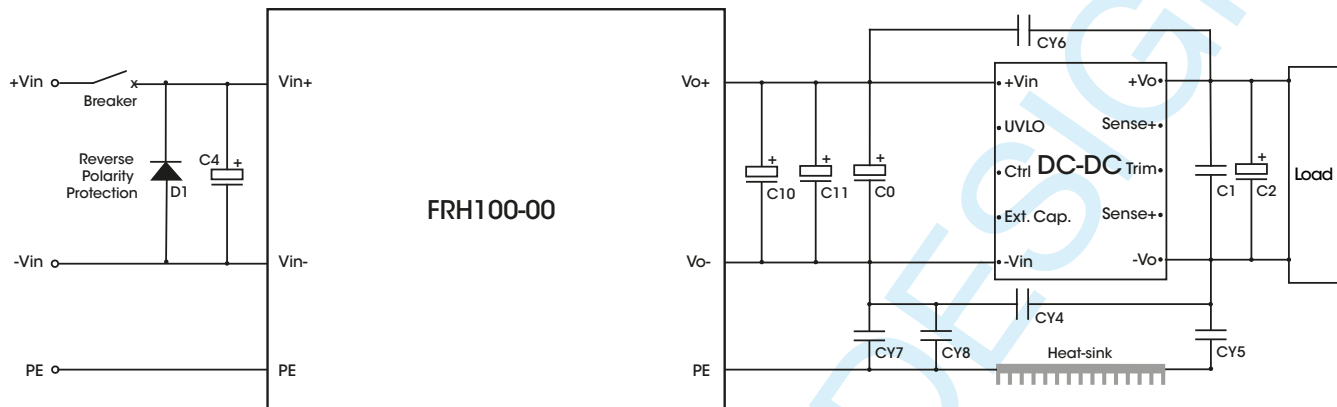 CY6
+Vin
Breaker
x
Vin+
Vo+
+Vin
+Vo
UVLO
Sense+
Reverse
Polarity
Protection
D1
C4
+
FRH100-00
+
C10
+
C11
+
C0
Ctrl
DC-DC
Trim
C1
+
C2
Load
Ext. Cap.
Sense+
-Vin
Vin-
Vo-
-Vin
-Vo
CY4
CY7
CY8
Heat-sink
CY5
PE
PE
PE
DESIG